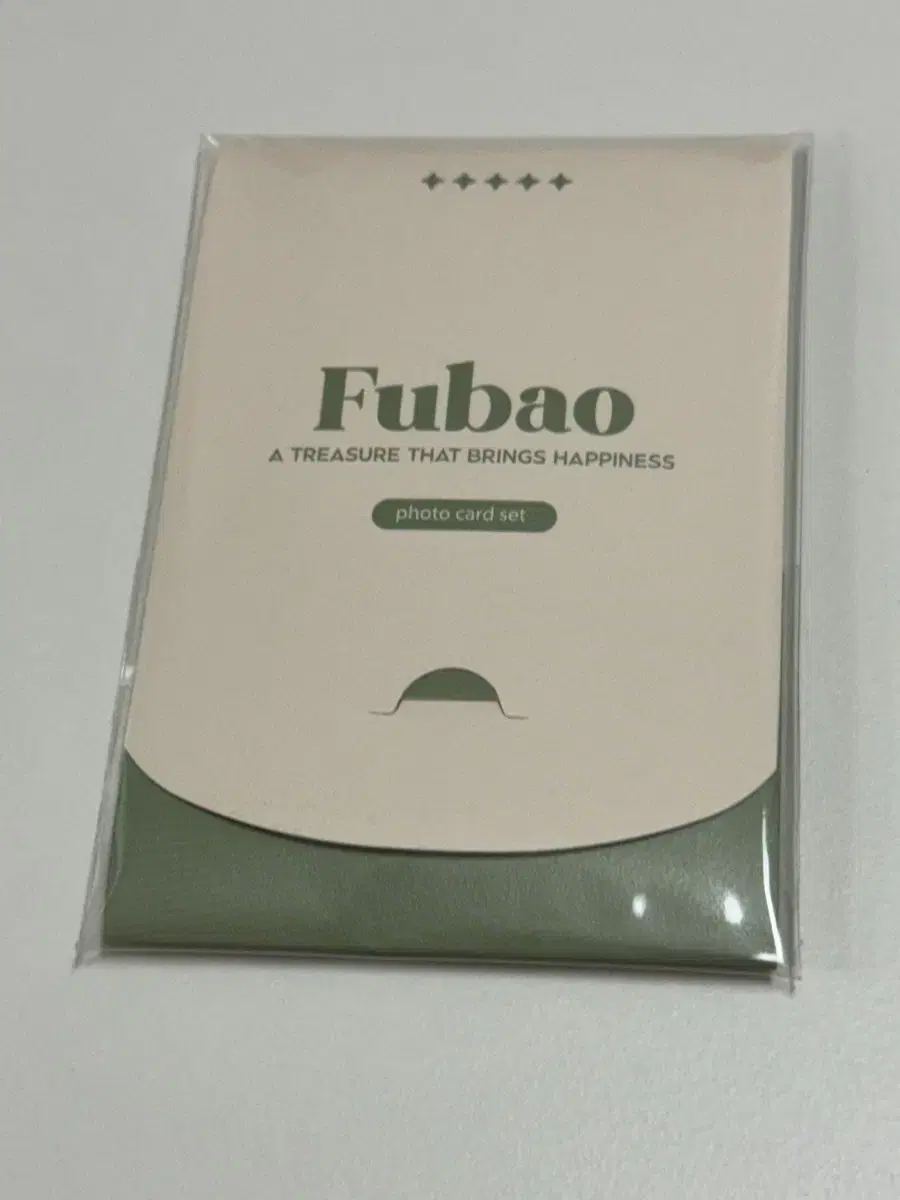 Fubao
A TREASURE THAT BRINGS HAPPINESS
photo card set